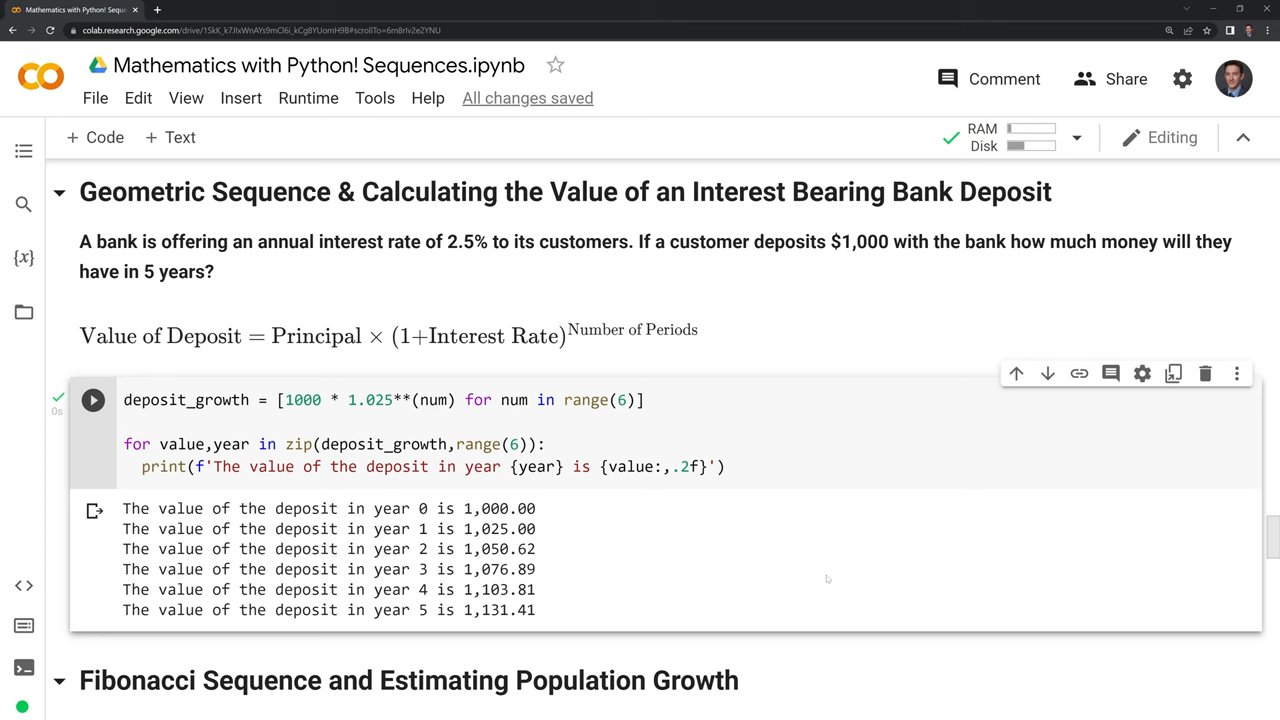 Mathematics with Python! Seque
colab.research.google.com/drive/1SkK_k7JIxWnAYs9mCl6i_kCg8YUomH9B#scrollTo=6m8rlv2e2YNU
Mathematics with Python! Sequences.ipynb
Comment
Share
File Edit View Insert Runtime Tools Help All changes saved
+ Code + Text
RAM
Disk
Editing
Geometric Sequence & Calculating the Value of an Interest Bearing Bank Deposit
A bank is offering an annual interest rate of 2.5% to its customers. If a customer deposits $1,000 with the bank how much money will they
have in 5 years?
Value of Deposit = Principal × (1+Interest Rate)^Number of Periods
0s
deposit_growth = [1000 * 1.025**(num) for num in range(6)]
for value,year in zip(deposit_growth,range(6)):
print(f'The value of the deposit in year {year} is {value:,.2f}')
The value of the deposit in year 0 is 1,000.00
The value of the deposit in year 1 is 1,025.00
The value of the deposit in year 2 is 1,050.62
The value of the deposit in year 3 is 1,076.89
The value of the deposit in year 4 is 1,103.81
The value of the deposit in year 5 is 1,131.41
Fibonacci Sequence and Estimating Population Growth